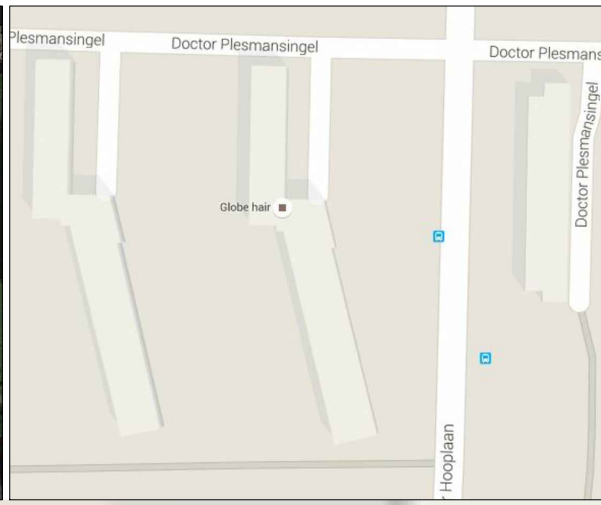 Plesmansingel
Doctor Plesmansingel
Doctor Plesmans
Doctor Plesmansingel
Globe hair
r Hooplaan